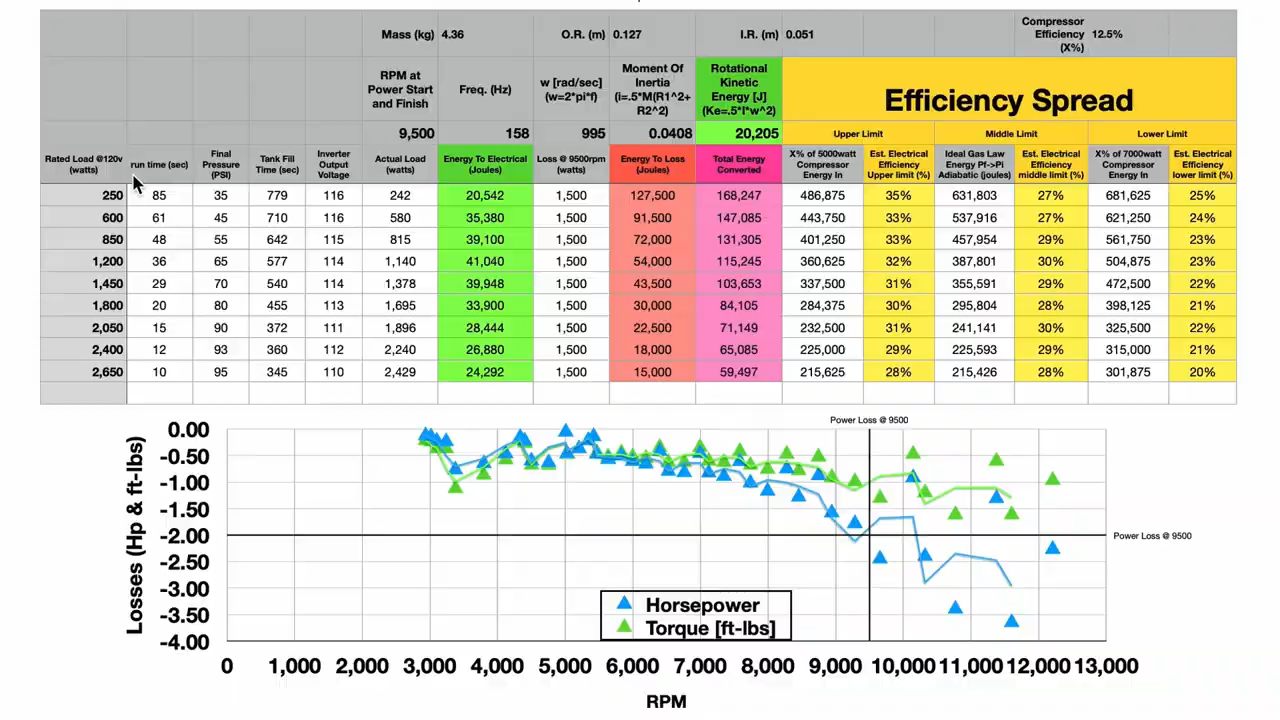 Mass (kg) 4.36 O.R. (m) 0.127 I.R. (m) 0.051 Compressor Efficiency (X%) 12.5%
RPM at Power Start and Finish Freq. (Hz) w [rad/sec] (w=2*pi*f) Moment Of Inertia (i=.5*M(R1^2+R2^2) Rotational Kinetic Energy [J] (Ke=.5*I*w^2) Efficiency Spread
9,500 158 995 0.0408 20,205 Upper Limit Middle Limit Lower Limit
Rated Load @120v (watts) run time (sec) Final Pressure (PSI) Tank Fill Time (sec) Inverter Output Voltage Actual Load (watts) Energy To Electrical (Joules) Loss @ 9500rpm (watts) Energy To Loss (Joules) Total Energy Converted X% of 5000watt Compressor Energy In Est. Electrical Efficiency Upper limit (%) Ideal Gas Law Energy Pf->Pi Adiabatic (joules) Est. Electrical Efficiency middle limit (%) X% of 7000watt Compressor Energy In Est. Electrical Efficiency lower limit (%)
250 85 35 779 116 242 20,542 1,500 127,500 168,247 486,875 35% 631,803 27% 681,625 25%
600 61 45 710 116 580 35,380 1,500 91,500 147,085 443,750 33% 537,916 27% 621,250 24%
850 48 55 642 115 815 39,100 1,500 72,000 131,305 401,250 33% 457,954 29% 561,750 23%
1,200 36 65 577 114 1,140 41,040 1,500 54,000 115,245 360,625 32% 387,801 30% 504,875 23%
1,450 29 70 540 114 1,378 39,948 1,500 43,500 103,653 337,500 31% 355,591 29% 472,500 22%
1,800 20 80 455 113 1,695 33,900 1,500 30,000 84,105 284,375 30% 295,804 28% 398,125 21%
2,050 15 90 372 111 1,896 28,444 1,500 22,500 71,149 232,500 31% 241,141 30% 325,500 22%
2,400 12 93 360 112 2,240 26,880 1,500 18,000 65,085 225,000 29% 225,593 29% 315,000 21%
2,650 10 95 345 110 2,429 24,292 1,500 15,000 59,497 215,625 28% 215,426 28% 301,875 20%
Power Loss @ 9500
Losses (Hp & ft-lbs)
0.00
-0.50
-1.00
-1.50
-2.00
Power Loss @ 9500
-2.50
-3.00
-3.50
-4.00
Horsepower
Torque [ft-lbs]
0 1,000 2,000 3,000 4,000 5,000 6,000 7,000 8,000 9,000 10,000 11,000 12,000 13,000
RPM